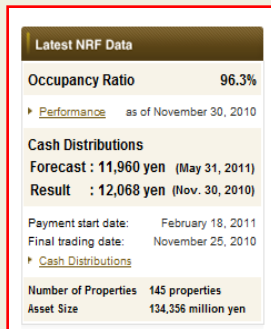 Latest NRF Data
Occupancy Ratio 96.3%
Performance as of November 30, 2010
Cash Distributions
Forecast : 11,960 yen (May 31, 2011)
Result : 12,068 yen (Nov. 30, 2010)
Payment start date: February 18, 2011
Final trading date: November 25, 2010
Cash Distributions
Number of Properties 145 properties
Asset Size 134,356 million yen